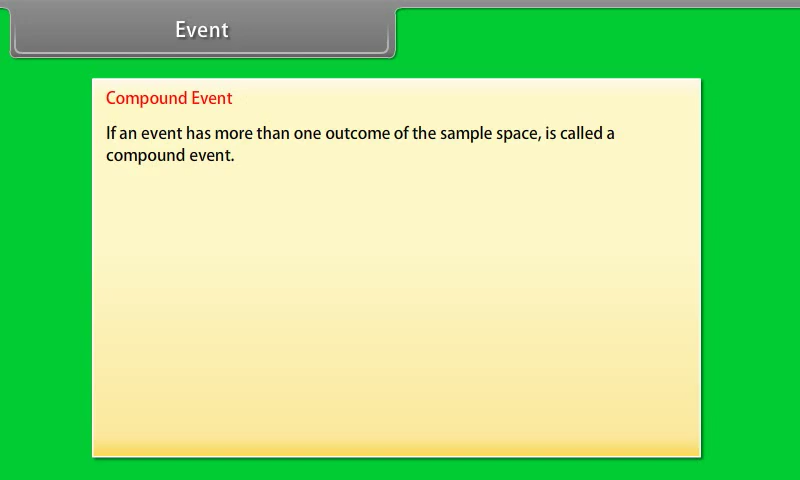 Event
Compound Event
If an event has more than one outcome of the sample space, is called a
compound event.